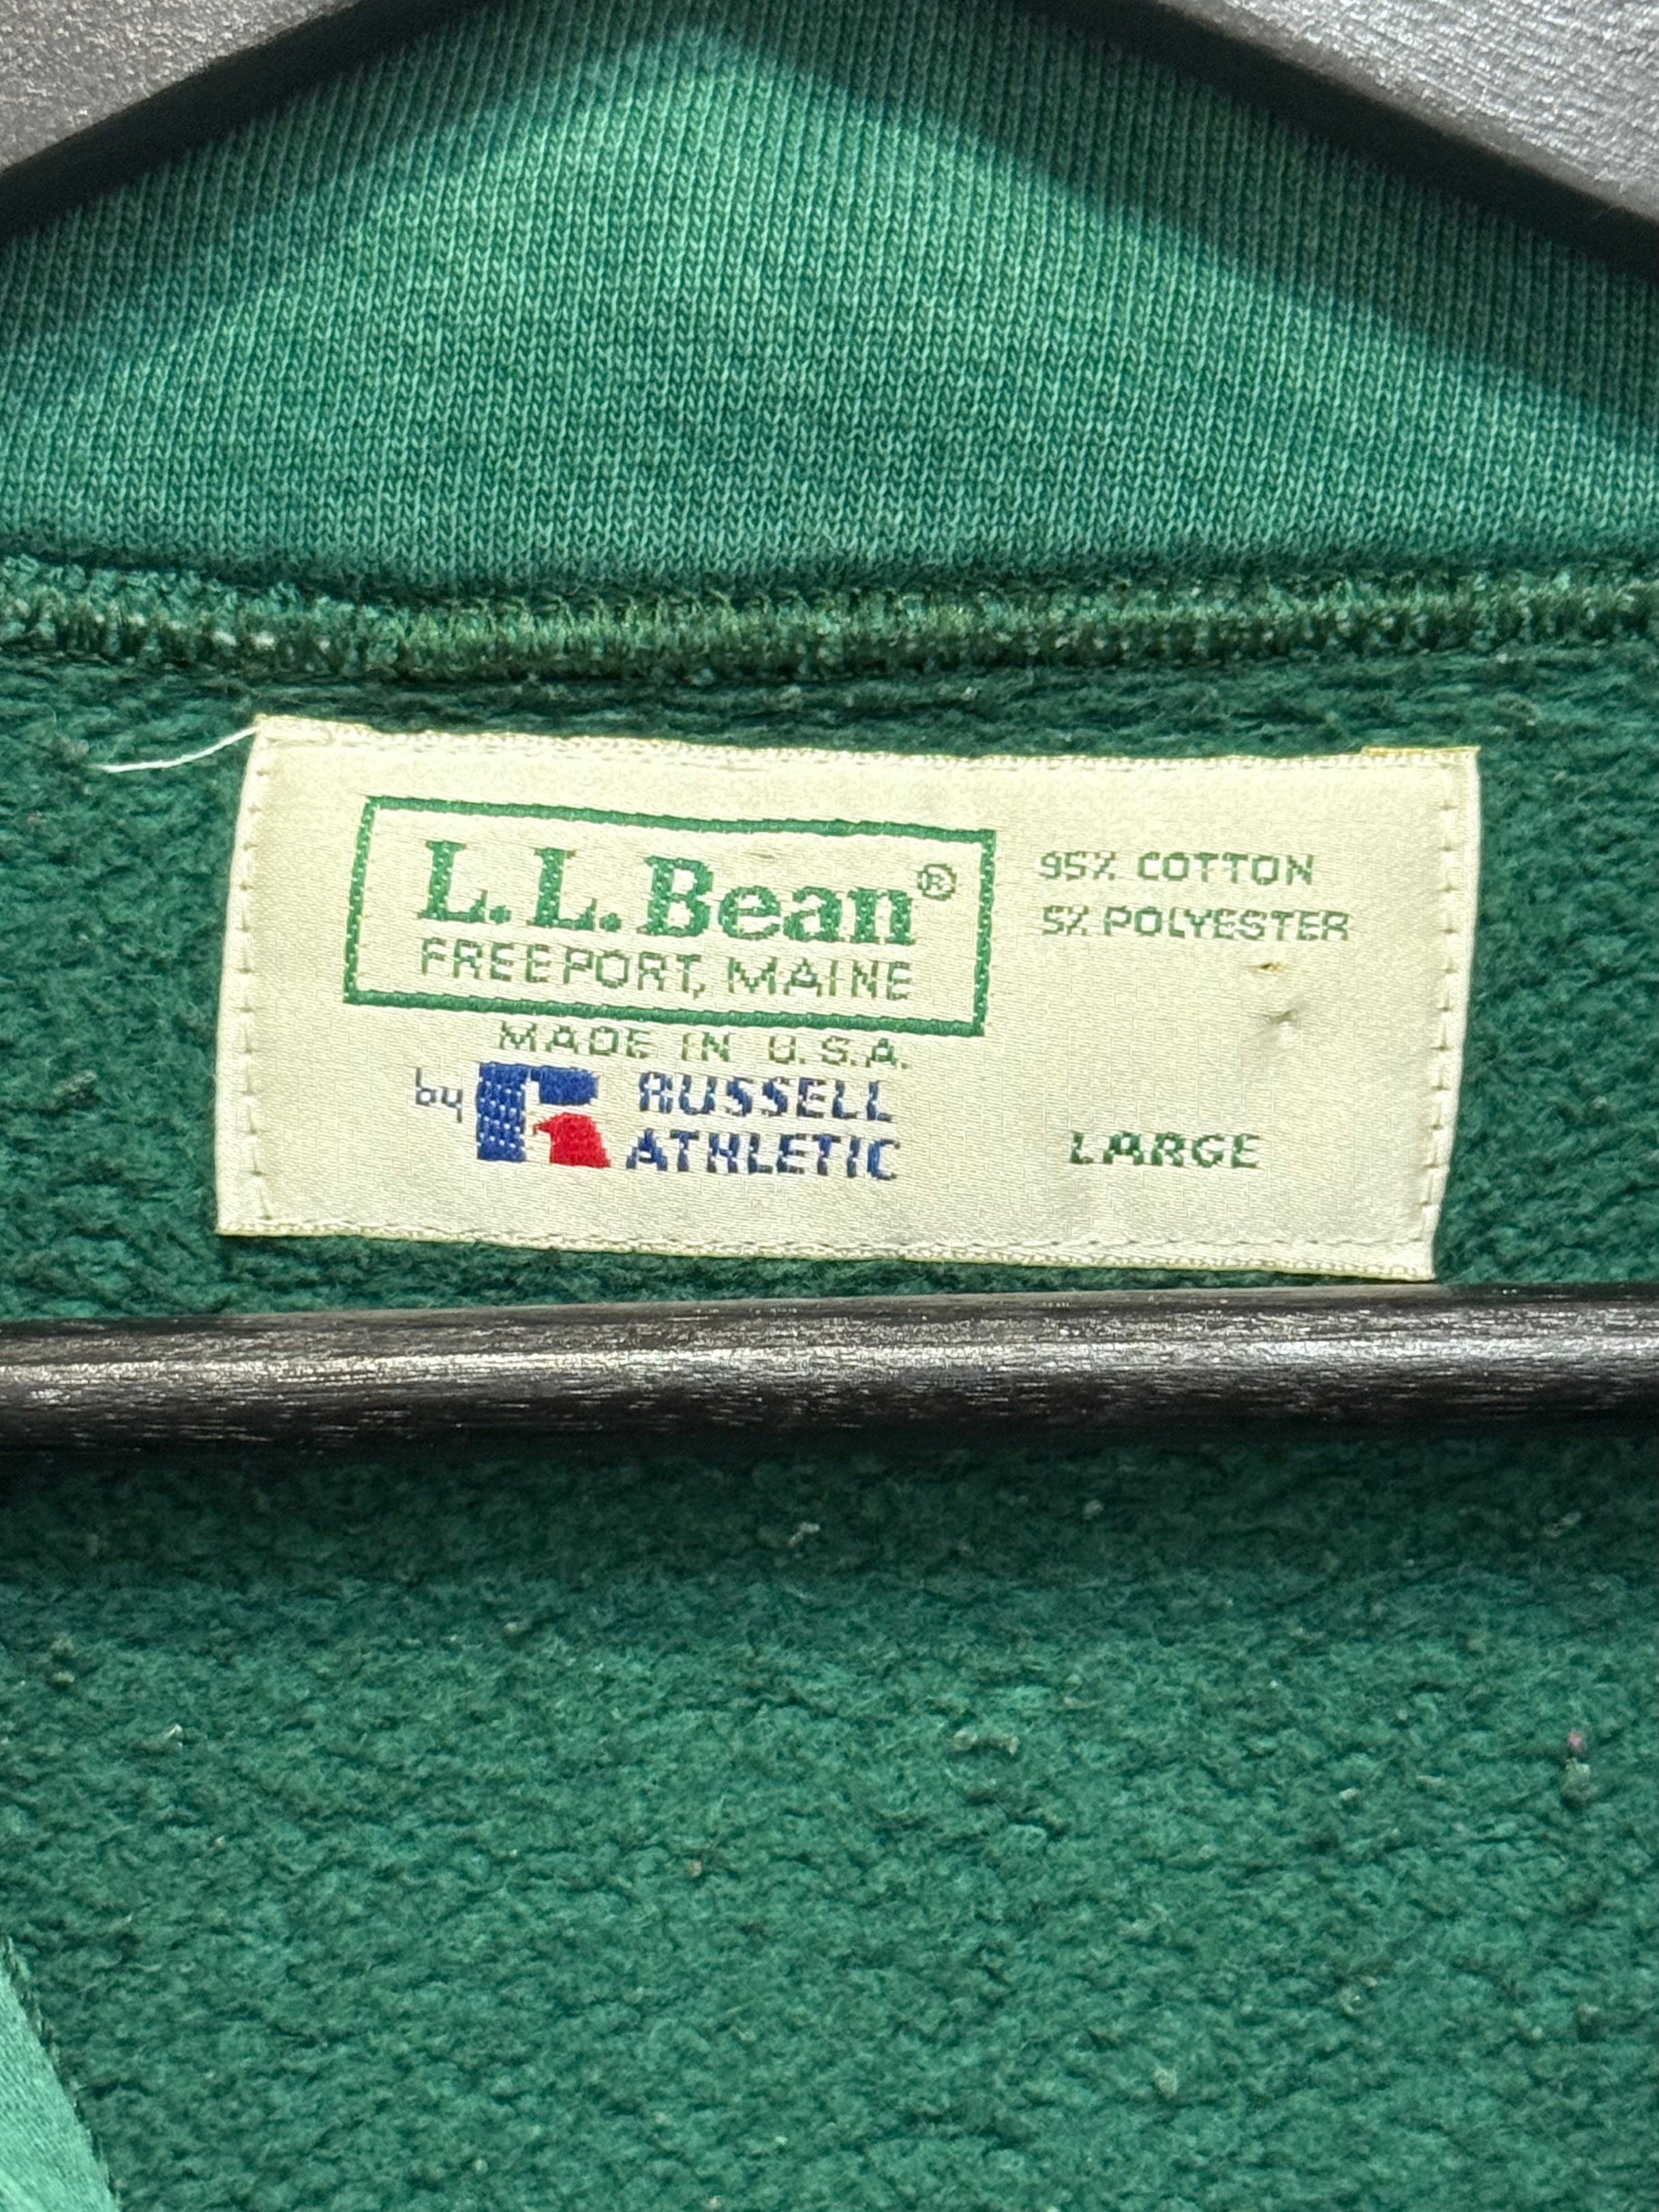 L.L.Bean®
FREEPORT, MAINE
MADE IN U.S.A.
by RUSSELL
ATHLETIC
95% COTTON
5% POLYESTER
LARGE